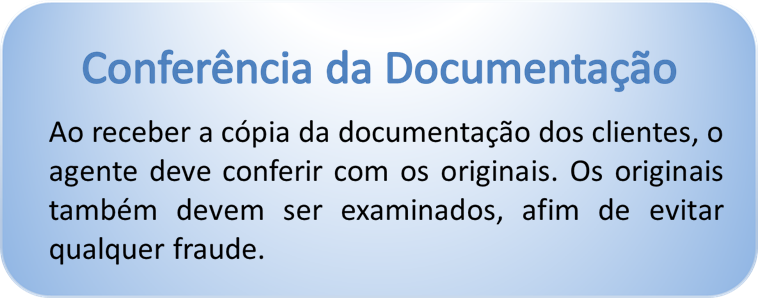 Conferência da Documentação
Ao receber a cópia da documentação dos clientes, o
agente deve conferir com os originais. Os originais
também devem ser examinados, afim de evitar
qualquer fraude.